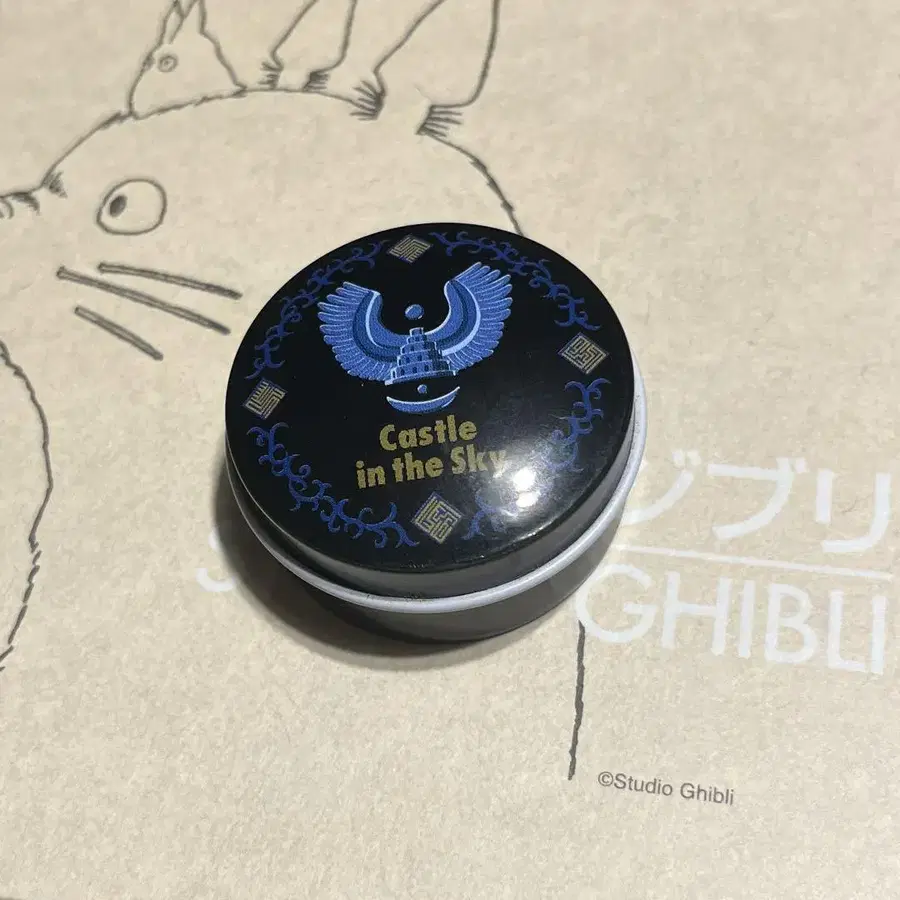 Castle
in the Sky
ジブリ
GHIBLI
©Studio Ghibli